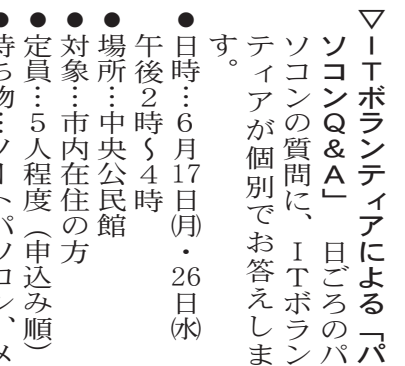 ▽ＩＴボランティアによる「パ
ソコンＱ＆Ａ」　日ごろのパ
ソコンの質問に、ＩＴボラン
ティアが個別でお答えしま
す。
●日時…６月17日㈪・26日㈬
午後２時～４時
●場所…中央公民館
●対象…市内在住の方
●定員…５人程度（申込み順）
●持ち物…ノートパソコン、メ